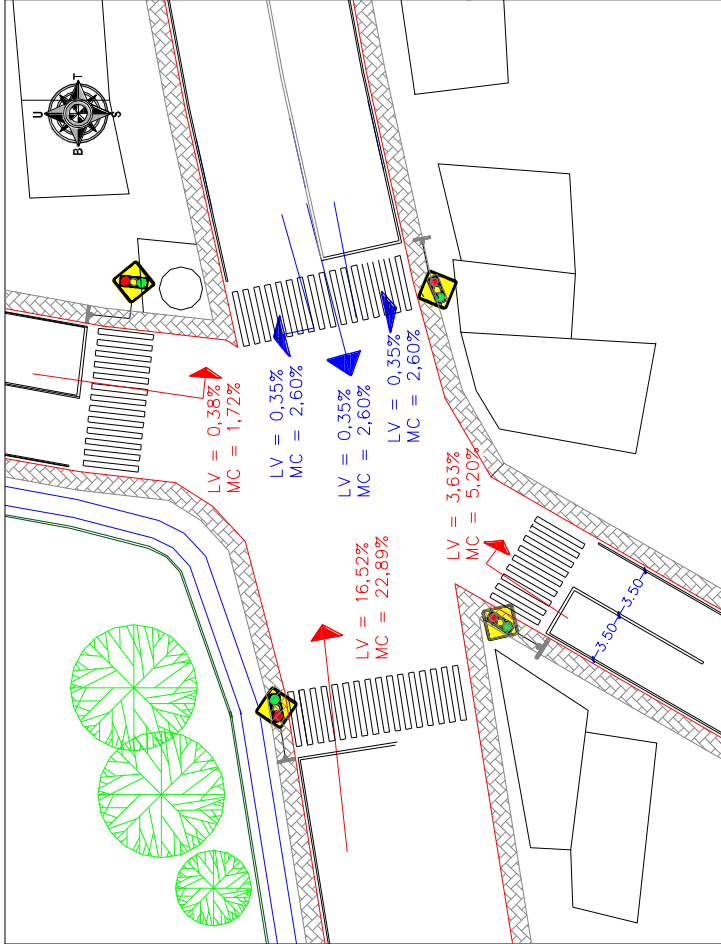 T
U
S
B
LV = 0,38%
MC = 1,72%
LV = 0,35%
MC = 2,60%
LV = 0,35%
MC = 2,60%
LV = 0,35%
MC = 2,60%
LV = 3,63%
MC = 5,20%
LV = 16,52%
MC = 22,89%
3.50
3.50